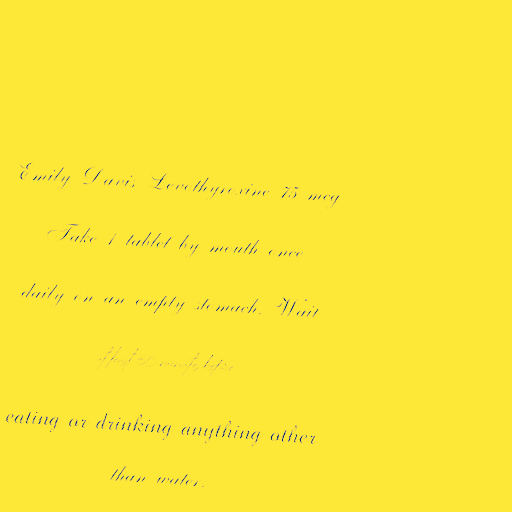 Emily Davis Levothyroxine 75 mcg
Take 1 tablet by mouth once
daily on an empty stomach. Wait
before
eating or drinking anything other
than water.